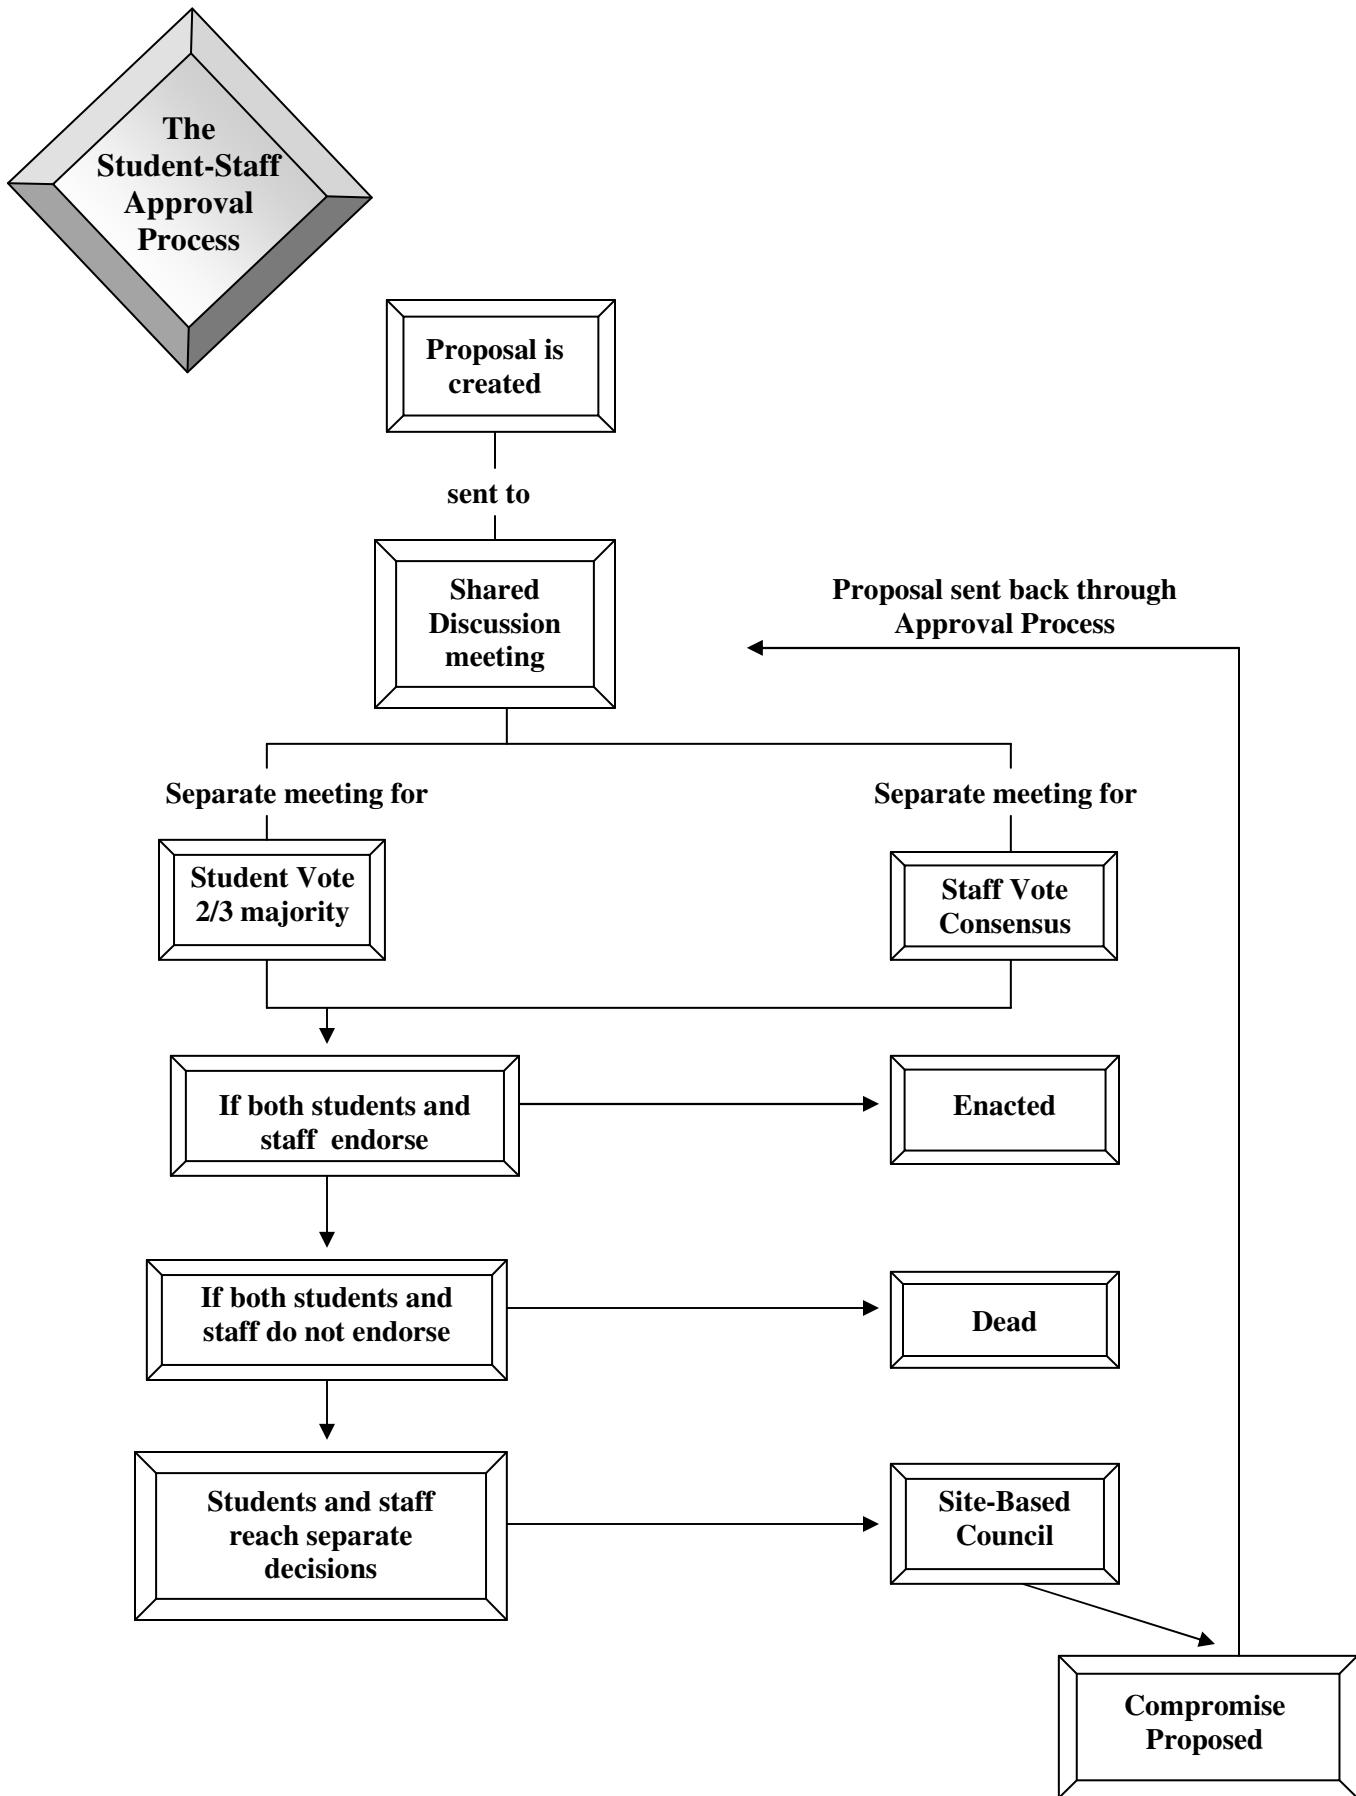 The
Student-Staff
Approval
Process
Proposal is
created
sent to
Shared
Discussion
meeting
Proposal sent back through
Approval Process
Separate meeting for
Separate meeting for
Student Vote
2/3 majority
Staff Vote
Consensus
If both students and
staff  endorse
Enacted
If both students and
staff do not endorse
Dead
Students and staff
reach separate
decisions
Site-Based
Council
Compromise
Proposed